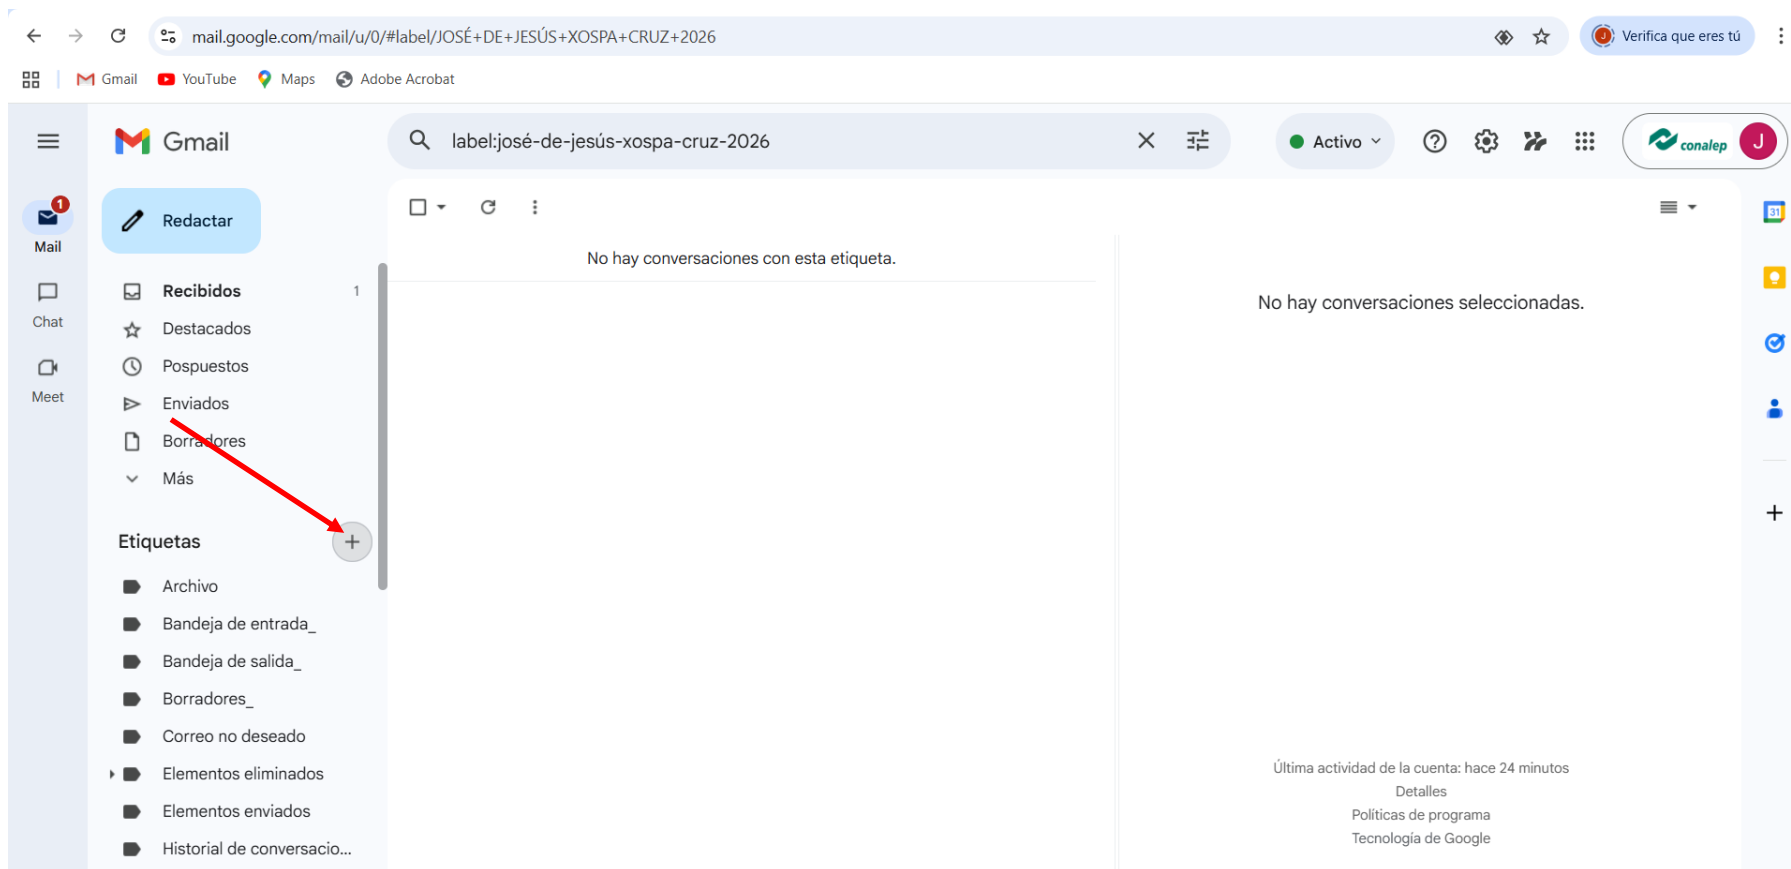 mail.google.com/mail/u/0/#label/JOSÉ+DE+JESÚS+XOSPA+CRUZ+2026
J
Verifica que eres tú
Gmail
YouTube
Maps
Adobe Acrobat
Gmail
label:josé-de-jesús-xospa-cruz-2026
Activo
conalep
J
1
Mail
Chat
Meet
Redactar
Recibidos 1
Destacados
Pospuestos
Enviados
Borradores
Más
Etiquetas
Archivo
Bandeja de entrada_
Bandeja de salida_
Borradores_
Correo no deseado
Elementos eliminados
Elementos enviados
Historial de conversacio...
No hay conversaciones con esta etiqueta.
No hay conversaciones seleccionadas.
Última actividad de la cuenta: hace 24 minutos
Detalles
Políticas de programa
Tecnología de Google
31